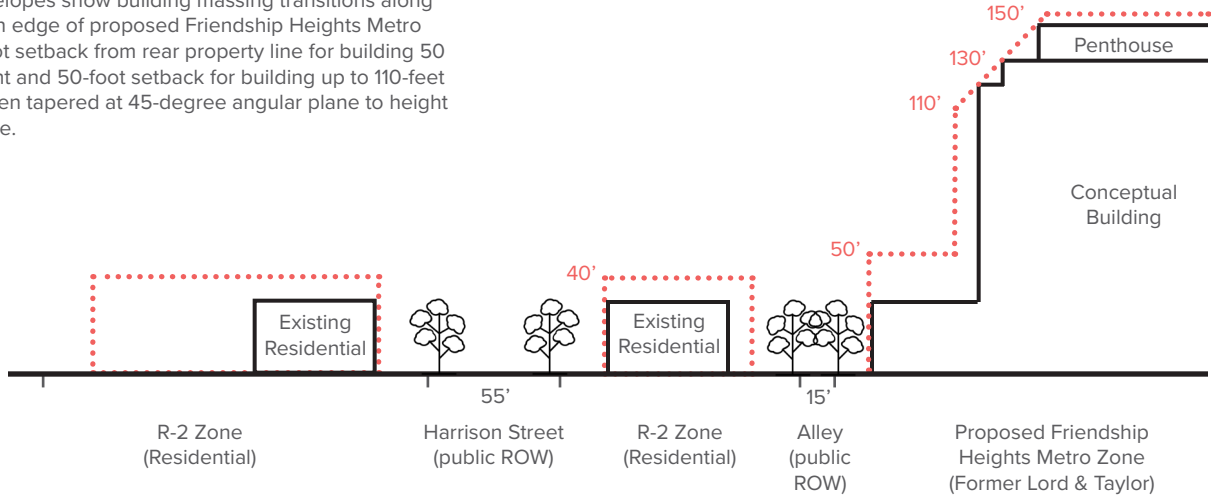 elopes show building massing transitions along
n edge of proposed Friendship Heights Metro
ot setback from rear property line for building 50
nt and 50-foot setback for building up to 110-feet
en tapered at 45-degree angular plane to height
e.
150’
Penthouse
130’
110’
Conceptual
Building
50’
40’
Existing
Residential
Existing
Residential
55’
15’
R-2 Zone
(Residential)
Harrison Street
(public ROW)
R-2 Zone
(Residential)
Alley
(public
ROW)
Proposed Friendship
Heights Metro Zone
(Former Lord & Taylor)